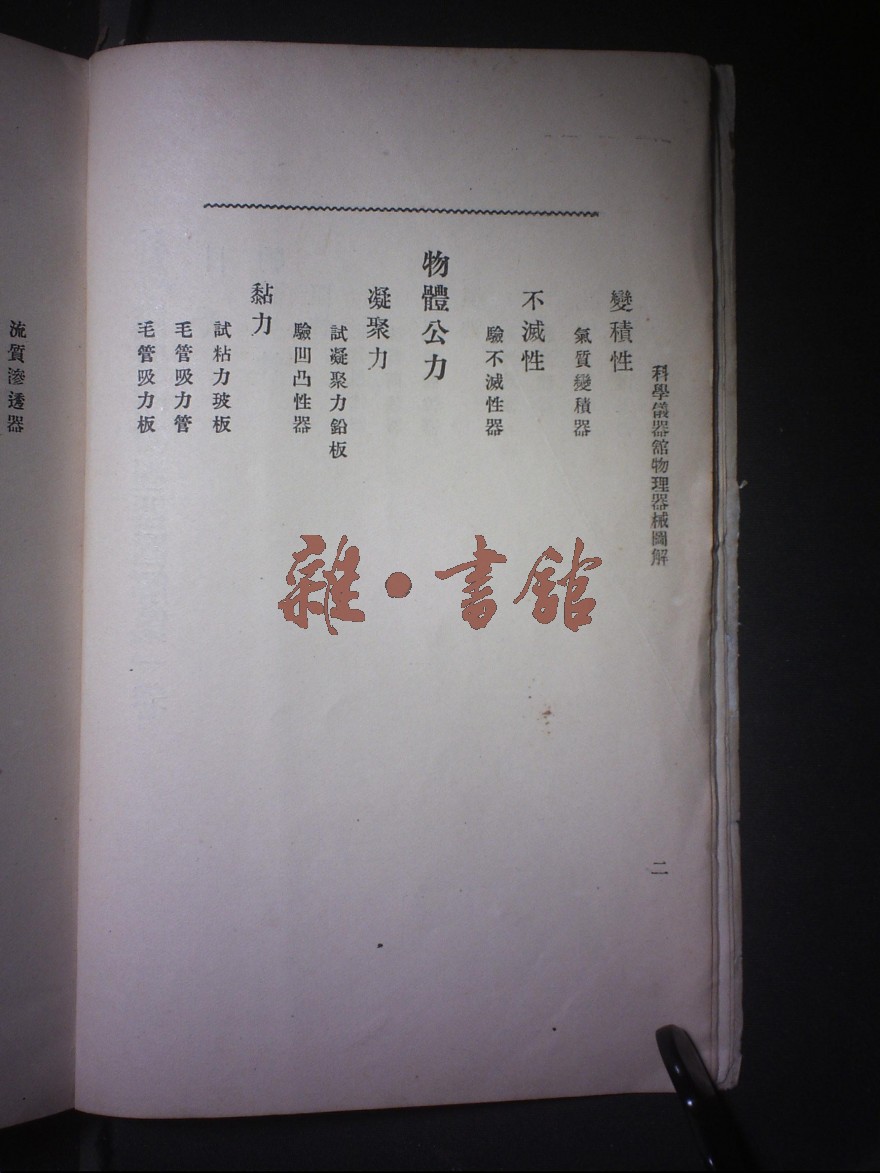 科學儀器館物理器械圖解
二
變積性
氣質變積器
不滅性
驗不滅性器
物體公力
凝聚力
試凝聚力鉛板
驗凹凸性器
黏力
試粘力玻板
毛管吸力管
毛管吸力板
流質滲透器
雜·書館